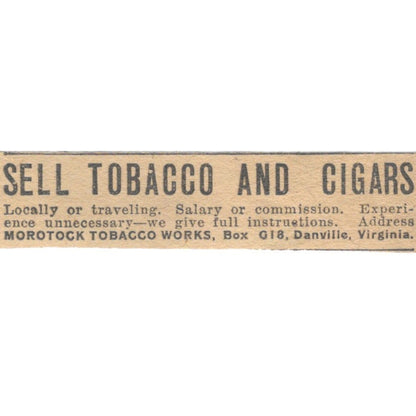 SELL TOBACCO AND CIGARS
Locally or traveling. Salary or commission. Experi-
ence unnecessary—we give full instructions. Address
MOROTOCK TOBACCO WORKS, Box G18, Danville, Virginia.